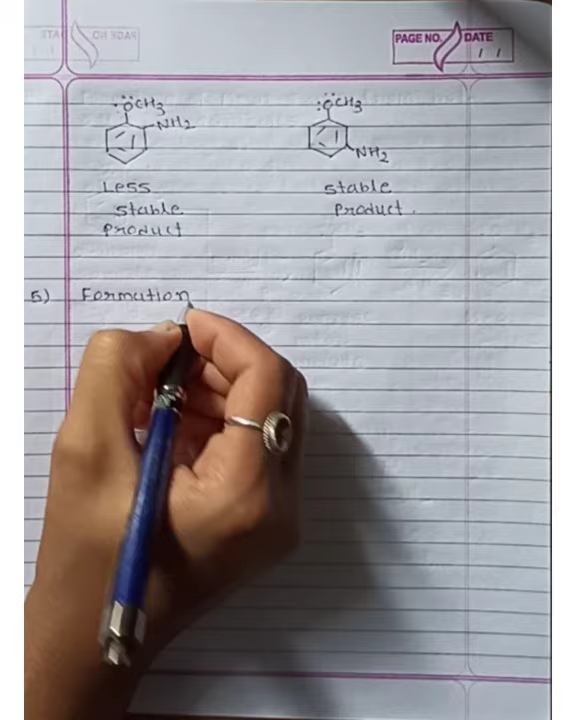 PAGE NO. DATE
/ /
:ÖCH3 :ÖCH3
NH2
NH2
Less stable
stable product.
product
5) Formation